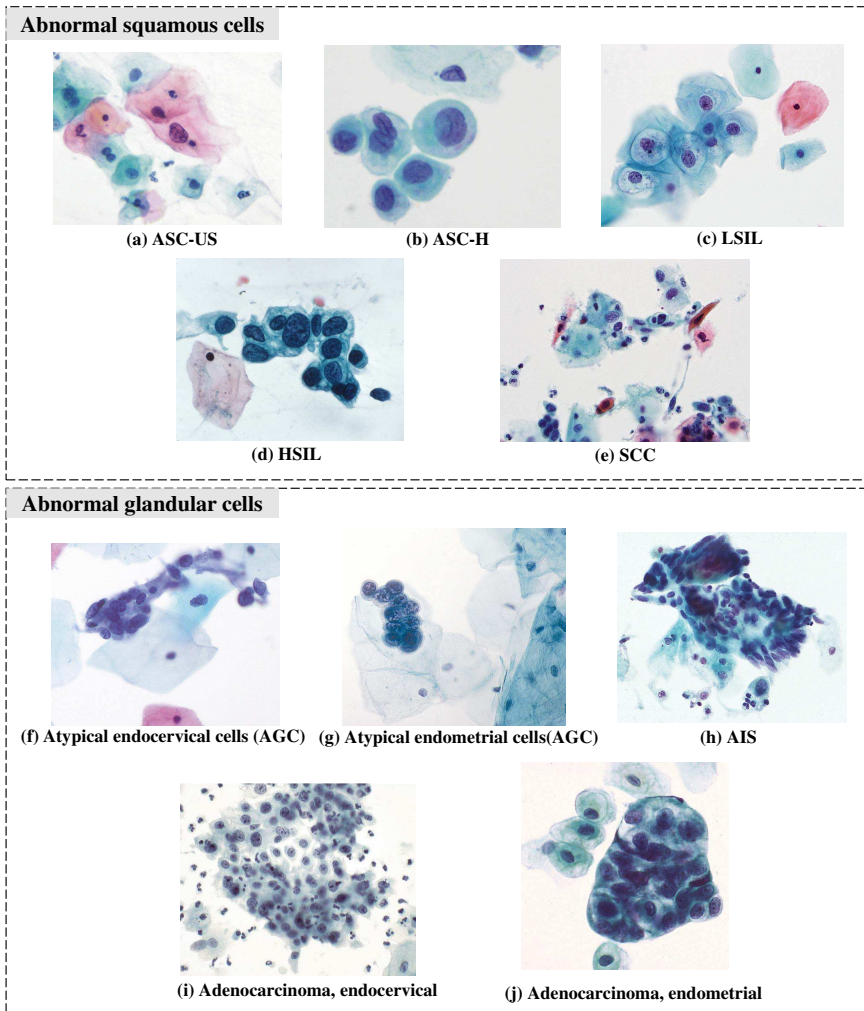 Abnormal squamous cells
(a) ASC-US
(b) ASC-H
(c) LSIL
(d) HSIL
(e) SCC
Abnormal glandular cells
(f) Atypical endocervical cells (AGC)
(g) Atypical endometrial cells(AGC)
(h) AIS
(i) Adenocarcinoma, endocervical
(j) Adenocarcinoma, endometrial